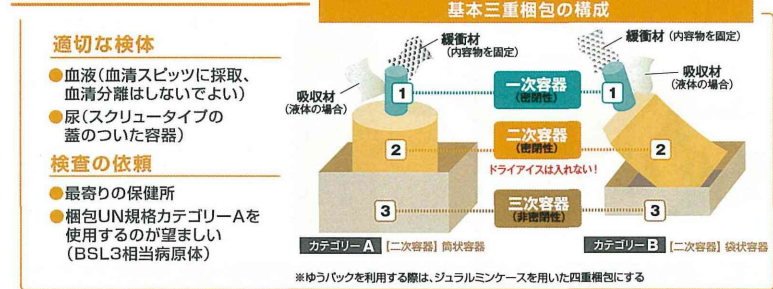 基本三重梱包の構成
適切な検体
●血液(血清スピッツに採取、
血清分離はしないでよい)
●尿(スクリュータイプの
蓋のついた容器)
検査の依頼
●最寄りの保健所
●梱包UN規格カテゴリーAを
使用するのが望ましい
(BSL3相当病原体)
緩衝材
(内容物を固定)
吸収材
(液体の場合)
1
2
3
カテゴリーA 【二次容器】筒状容器
一次容器
(密閉性)
二次容器
(密閉性)
ドライアイスは入れない!
三次容器
(非密閉性)
緩衝材(内容物を固定)
吸収材
(液体の場合)
1
2
3
カテゴリーB 【二次容器】袋状容器
※ゆうパックを利用する際は、ジュラルミンケースを用いた四重梱包にする